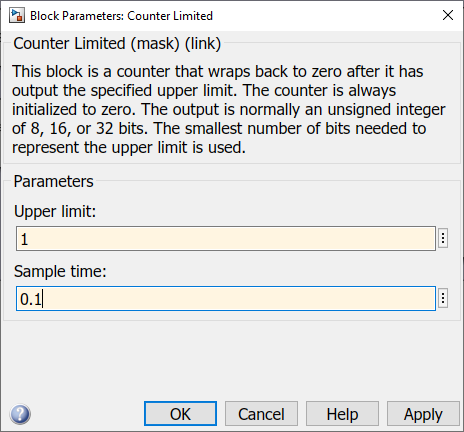 Block Parameters: Counter Limited
Counter Limited (mask) (link)
This block is a counter that wraps back to zero after it has
output the specified upper limit. The counter is always
initialized to zero. The output is normally an unsigned integer
of 8, 16, or 32 bits. The smallest number of bits needed to
represent the upper limit is used.
Parameters
Upper limit:
1
Sample time:
0.1
OK Cancel Help Apply